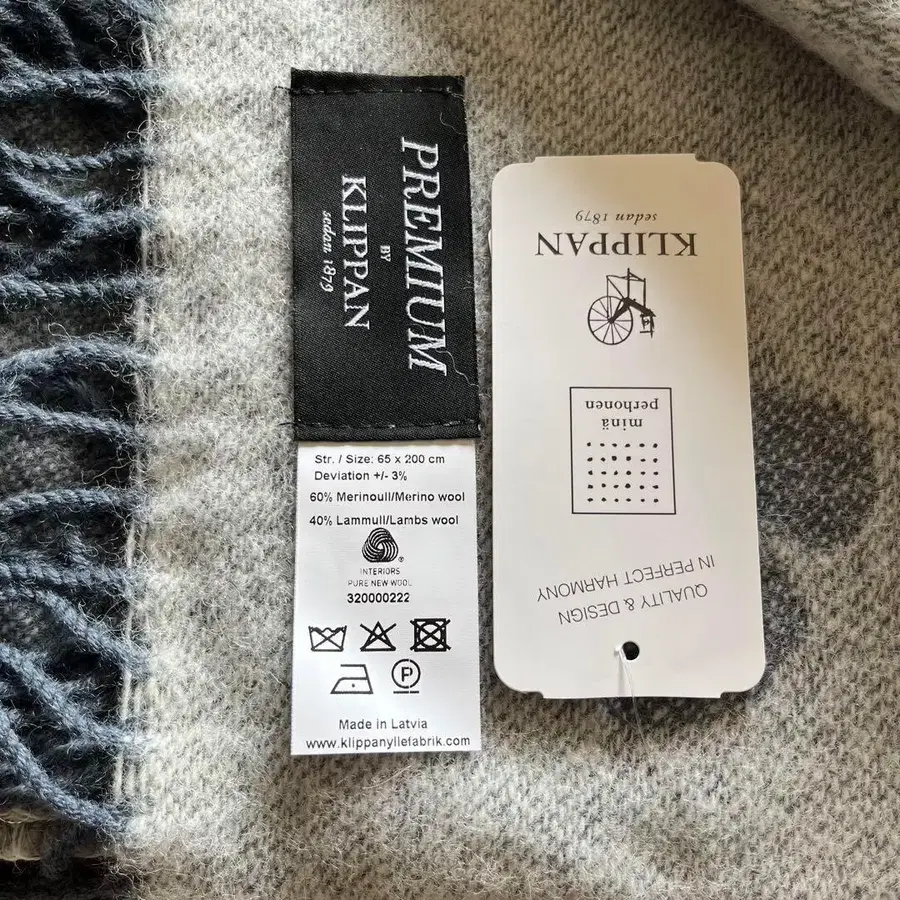 PREMIUM
BY
KLIPPAN
sedan 1879
Str. / Size: 65 x 200 cm
Deviation +/- 3%
60% Merinoull/Merino wool
40% Lammull/Lambs wool
INTERIORS
PURE NEW WOOL
320000222
P
Made in Latvia
www.klippanyllefabrik.com
QUALITY & DESIGN
IN PERFECT HARMONY
minä
perhonen
KLIPPAN
sedan 1879